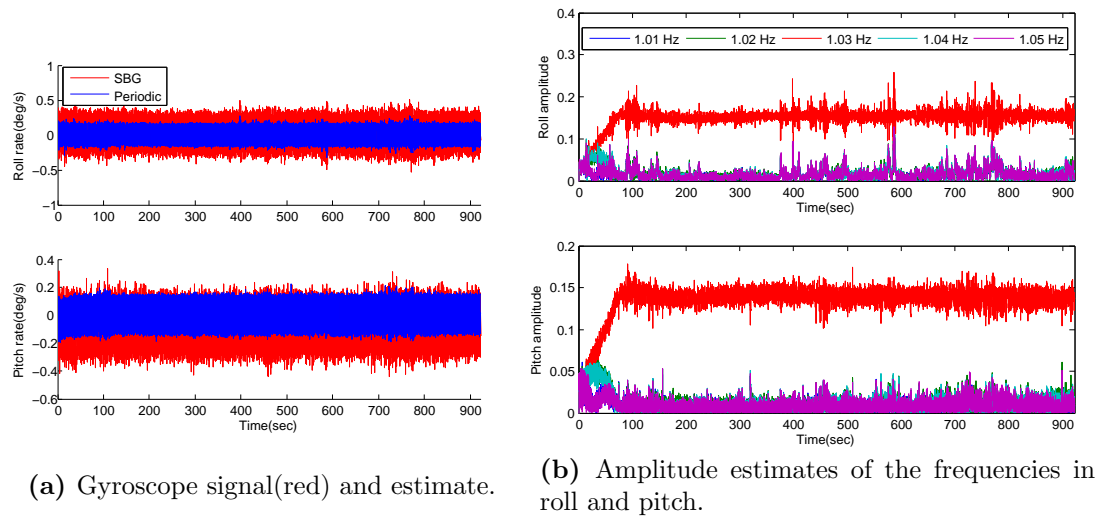 1
0.5
0
−0.5
−1
Roll rate(deg/s)
SBG
Periodic
0 100 200 300 400 500 600 700 800 900
0.4
0.2
0
−0.2
−0.4
−0.6
Pitch rate(deg/s)
0 100 200 300 400 500 600 700 800 900
Time(sec)
(a) Gyroscope signal(red) and estimate.
0.4
0.3
0.2
0.1
0
Roll amplitude
1.01 Hz 1.02 Hz 1.03 Hz 1.04 Hz 1.05 Hz
0 100 200 300 400 500 600 700 800 900
Time(sec)
0.2
0.15
0.1
0.05
0
Pitch amplitude
0 100 200 300 400 500 600 700 800 900
Time(sec)
(b) Amplitude estimates of the frequencies in
roll and pitch.